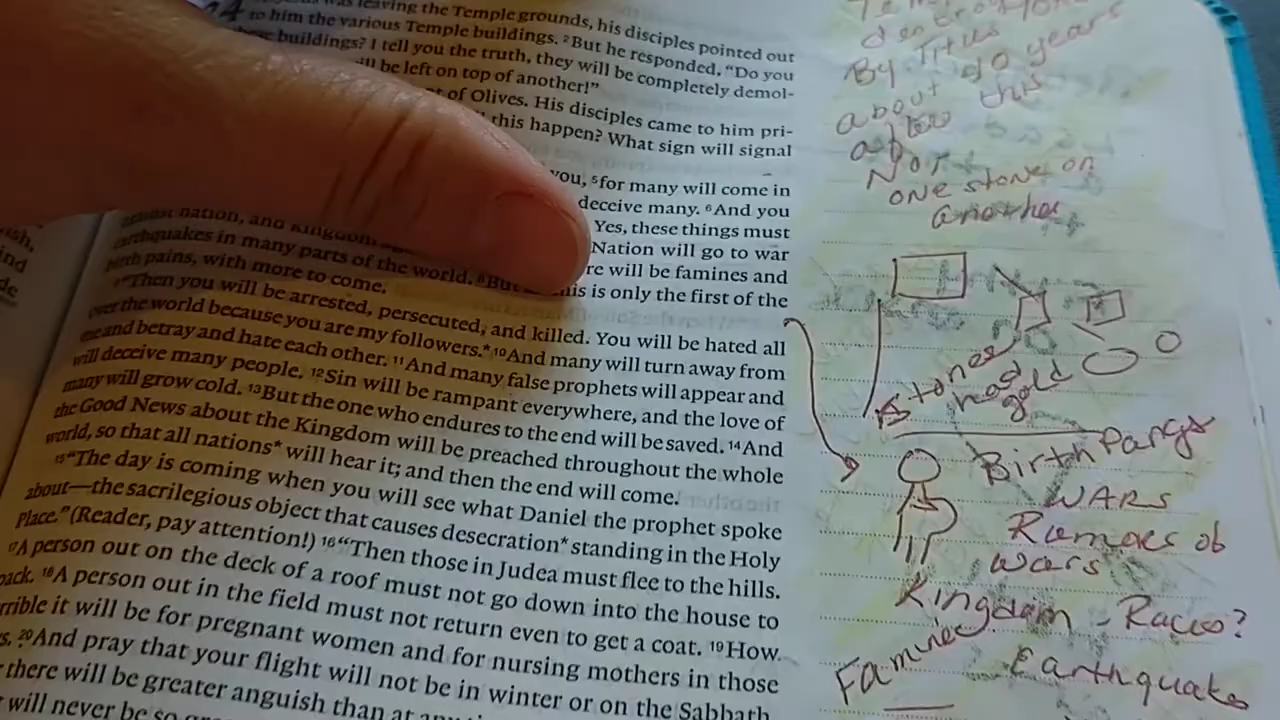 24
leaving the Temple grounds, his disciples pointed out
to him the various Temple buildings. ²But he responded, “Do you
buildings? I tell you the truth, they will be completely demol-
be left on top of another!”
of Olives. His disciples came to him pri-
this happen? What sign will signal
you, ⁵for many will come in
deceive many. ⁶And you
Yes, these things must
Nation will go to war
nation, and kingdom
will be famines and
earthquakes in many parts of the world. ⁸But
is only the first of the
birth pains, with more to come.
⁹“Then you will be arrested, persecuted, and killed. You will be hated all
over the world because you are my followers.* ¹⁰And many will turn away from
me and betray and hate each other. ¹¹And many false prophets will appear and
will deceive many people. ¹²Sin will be rampant everywhere, and the love of
many will grow cold. ¹³But the one who endures to the end will be saved. ¹⁴And
the Good News about the Kingdom will be preached throughout the whole
world, so that all nations* will hear it; and then the end will come.
¹⁵“The day is coming when you will see what Daniel the prophet spoke
about—the sacrilegious object that causes desecration* standing in the Holy
Place.” (Reader, pay attention!) ¹⁶“Then those in Judea must flee to the hills.
¹⁷A person out on the deck of a roof must not go down into the house to
pack. ¹⁸A person out in the field must not return even to get a coat. ¹⁹How
terrible it will be for pregnant women and for nursing mothers in those
²⁰And pray that your flight will not be in winter or on the Sabbath
there will be greater anguish than at
will never be so
By Titus
about 40 years
after this
Not
one stone on
another
Stones
had
gold
Birth Pangs
WARS
Rumors of
Wars
Kingdom - Races?
Famine
Earthquake